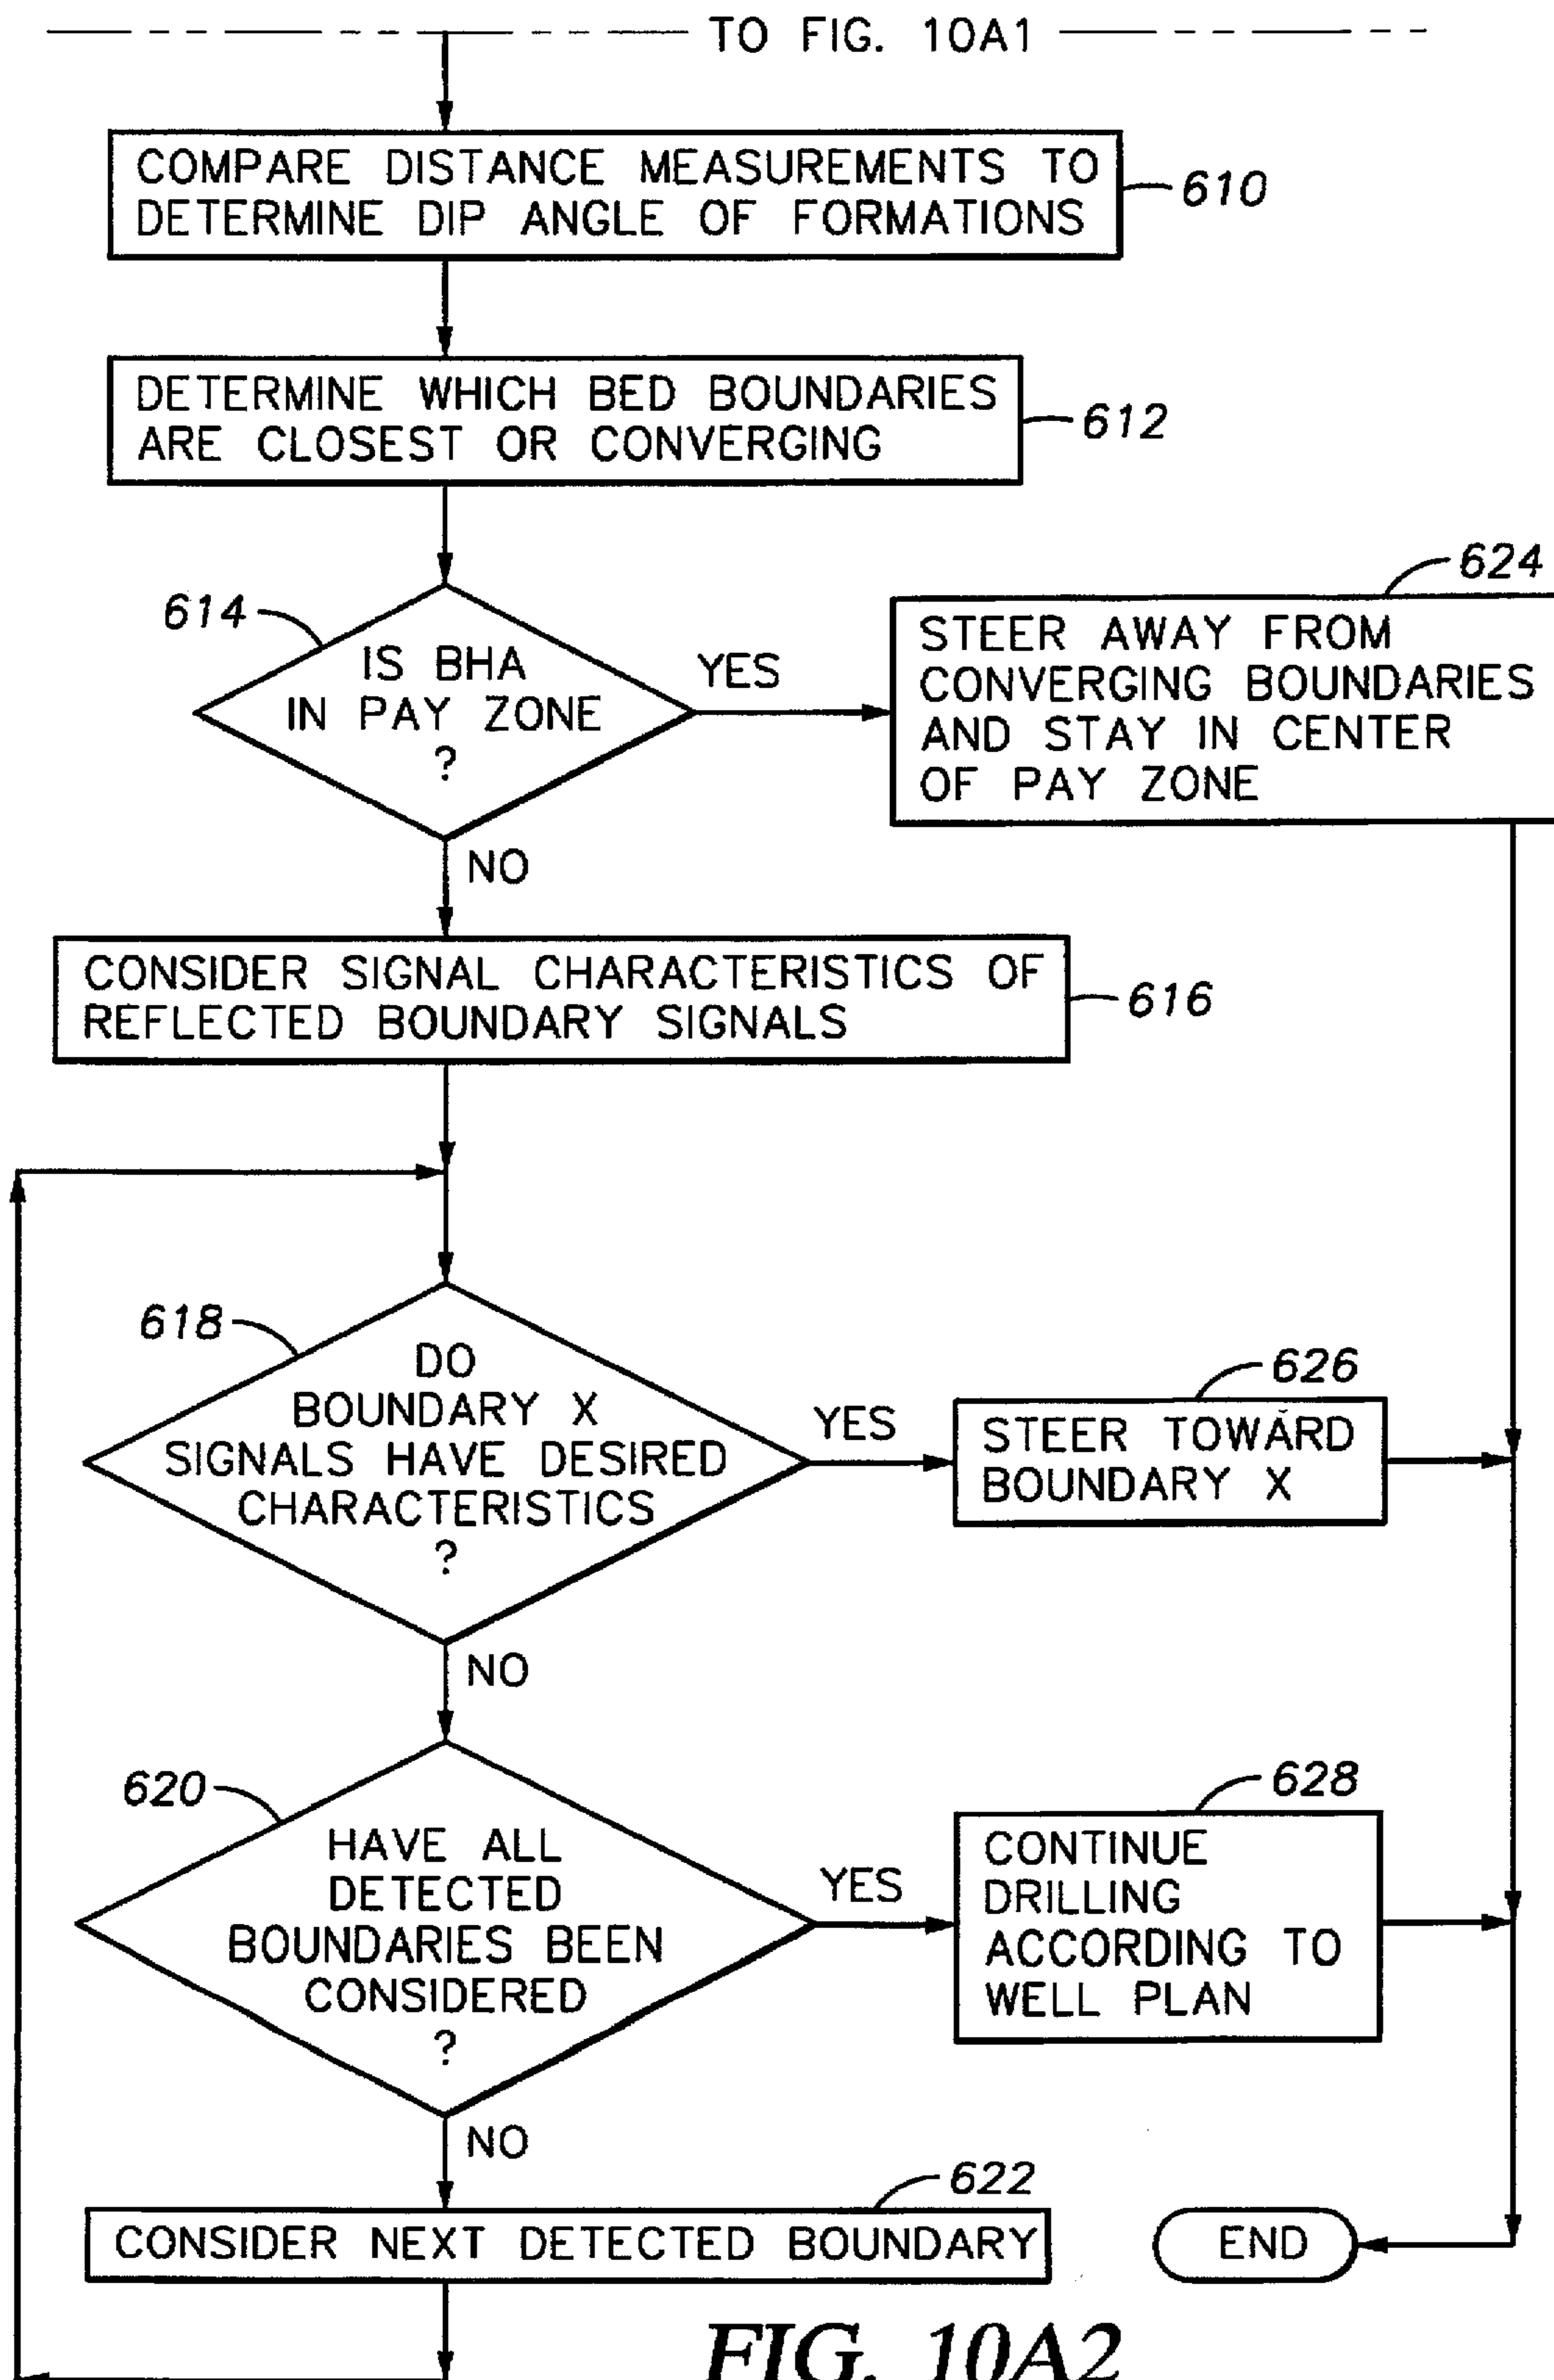 TO FIG. 10A1
COMPARE DISTANCE MEASUREMENTS TO
DETERMINE DIP ANGLE OF FORMATIONS
610
DETERMINE WHICH BED BOUNDARIES
ARE CLOSEST OR CONVERGING
612
614
IS BHA
IN PAY ZONE
?
YES
624
STEER AWAY FROM
CONVERGING BOUNDARIES
AND STAY IN CENTER
OF PAY ZONE
NO
CONSIDER SIGNAL CHARACTERISTICS OF
REFLECTED BOUNDARY SIGNALS
616
618
DO
BOUNDARY X
SIGNALS HAVE DESIRED
CHARACTERISTICS
?
YES
626
STEER TOWARD
BOUNDARY X
NO
620
HAVE ALL
DETECTED
BOUNDARIES BEEN
CONSIDERED
?
YES
628
CONTINUE
DRILLING
ACCORDING TO
WELL PLAN
NO
622
CONSIDER NEXT DETECTED BOUNDARY
END
FIG. 10A2